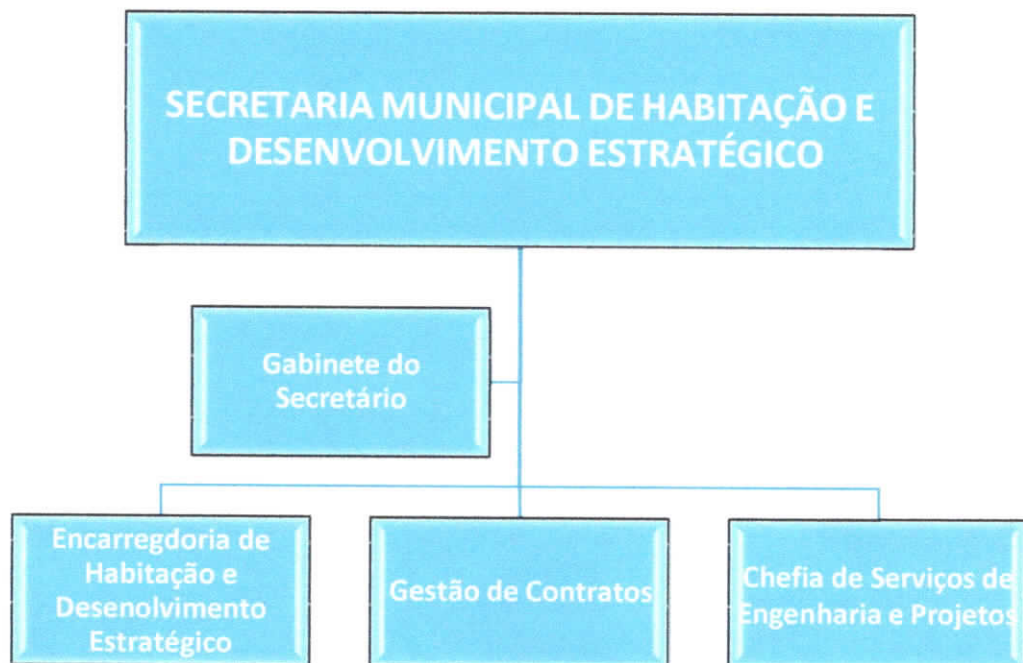 SECRETARIA MUNICIPAL DE HABITAÇÃO E
DESENVOLVIMENTO ESTRATÉGICO
Gabinete do
Secretário
Encarregdoria de
Habitação e
Desenolvimento
Estratégico
Gestão de Contratos
Chefia de Serviços de
Engenharia e Projetos